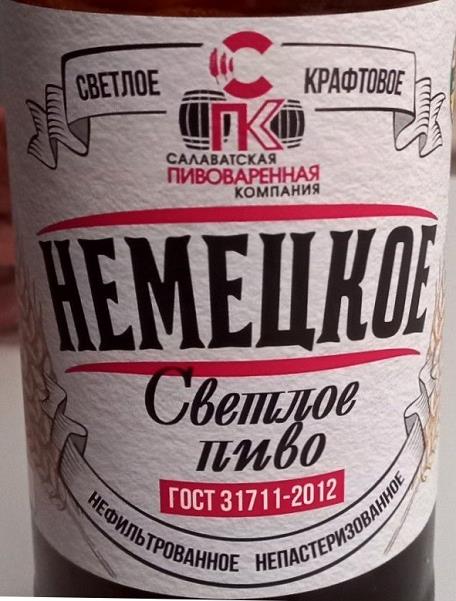 СВЕТЛОЕ
КРАФТОВОЕ
СПК
САЛАВАТСКАЯ
ПИВОВАРЕННАЯ
КОМПАНИЯ
НЕМЕЦКОЕ
Светлое
пиво
ГОСТ 31711-2012
НЕФИЛЬТРОВАННОЕ НЕПАСТЕРИЗОВАННОЕ